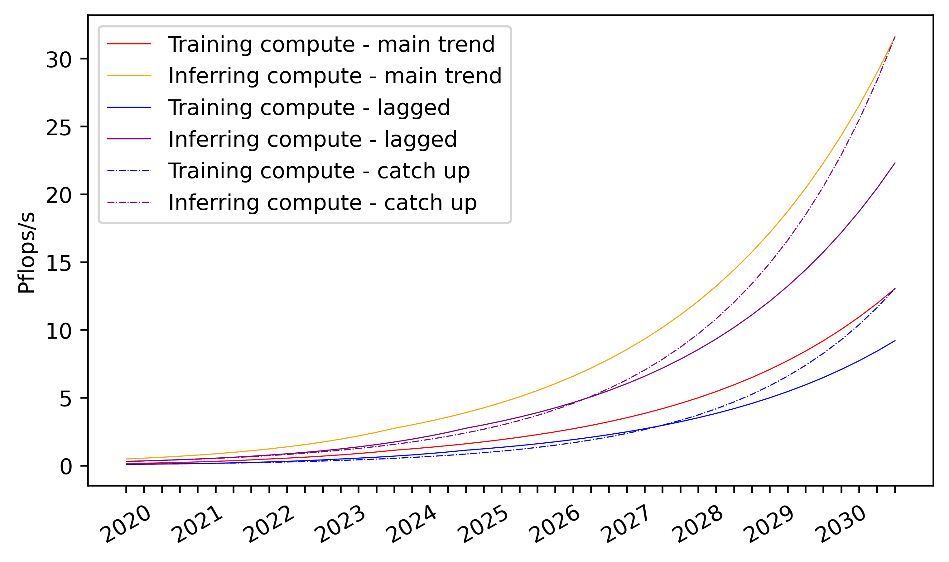 Training compute - main trend
Inferring compute - main trend
Training compute - lagged
Inferring compute - lagged
Training compute - catch up
Inferring compute - catch up
Pflops/s
30
25
20
15
10
5
0
2020 2021 2022 2023 2024 2025 2026 2027 2028 2029 2030